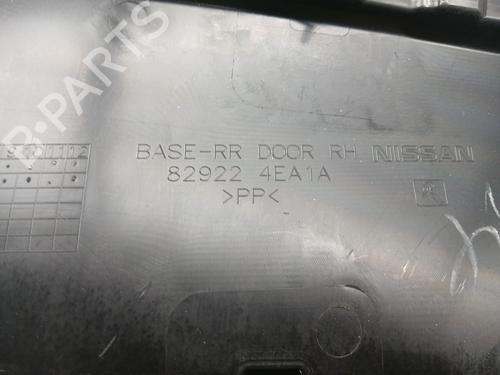 B-PARTS
BASE-RR DOOR RH NISSAN
82922 4EA1A
>PP<